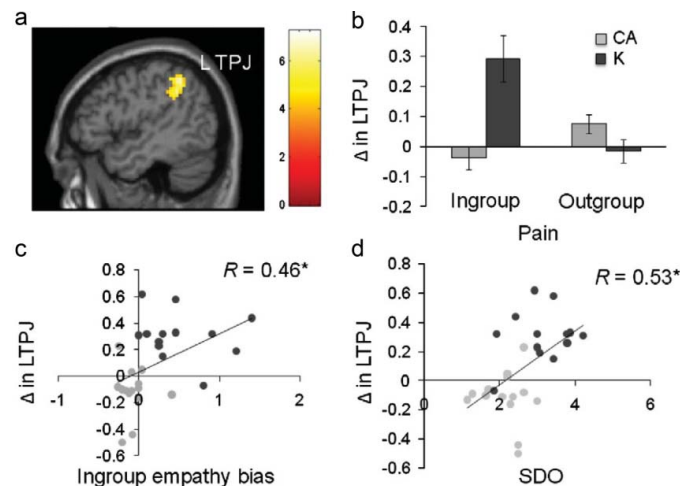 a
L TPJ
6
4
2
0
b
CA
K
Δ in LTPJ
0.4
0.3
0.2
0.1
0
-0.1
-0.2
Ingroup Outgroup
Pain
c
R = 0.46*
Δ in LTPJ
0.8
0.6
0.4
0.2
0
-0.2
-0.4
-0.6
-1 0 1 2
Ingroup empathy bias
d
R = 0.53*
Δ in LTPJ
0.8
0.6
0.4
0.2
0
-0.2
-0.4
-0.6
0 2 4 6
SDO